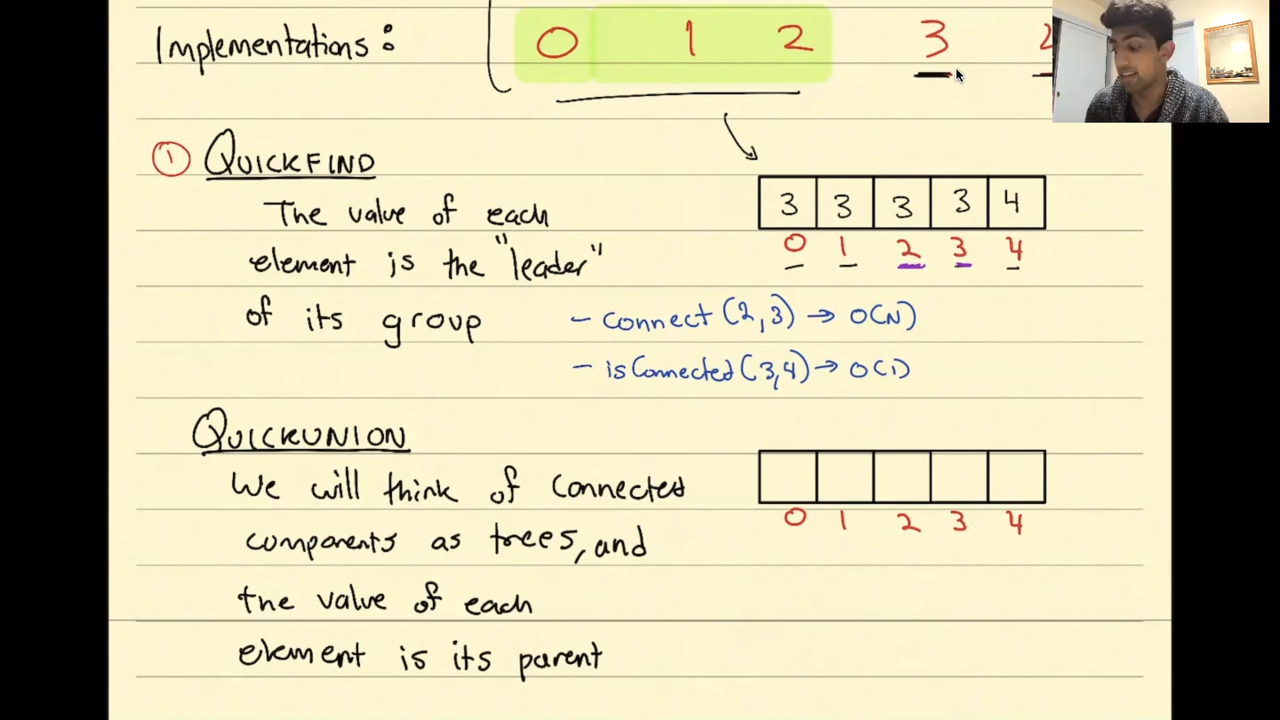 Implementations: 0 1 2 3
① QUICKFIND
The value of each
element is the "leader"
of its group
3 3 3 3 4
0 1 2 3 4
- connect(2,3) → O(N)
- isConnected(3,4) → O(1)
QUICKUNION
We will think of connected
components as trees, and
the value of each
element is its parent
0 1 2 3 4